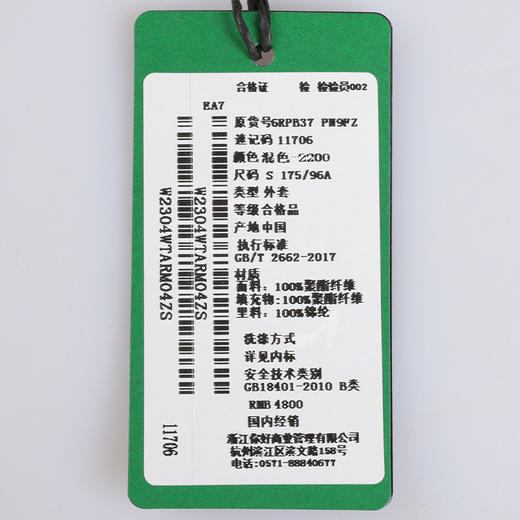 合格证 检 检验员002
EA7
原货号6RPB37 PN9FZ
速记码 11706
颜色 混色-2200
尺码 S 175/96A
类型 外套
等级合格品
产地中国
执行标准
GB/T 2662-2017
材质
面料: 100%聚酯纤维
填充物:100%聚酯纤维
里料: 100%锦纶
洗涤方式
详见内标
安全技术类别
GB18401-2010 B类
RMB 4800
国内经销
浙江你好商业管理有限公司
杭州滨江区滨文路158号
电话:0571-88840677
W2304WTARM04ZS
W2304WTARM04ZS
11706